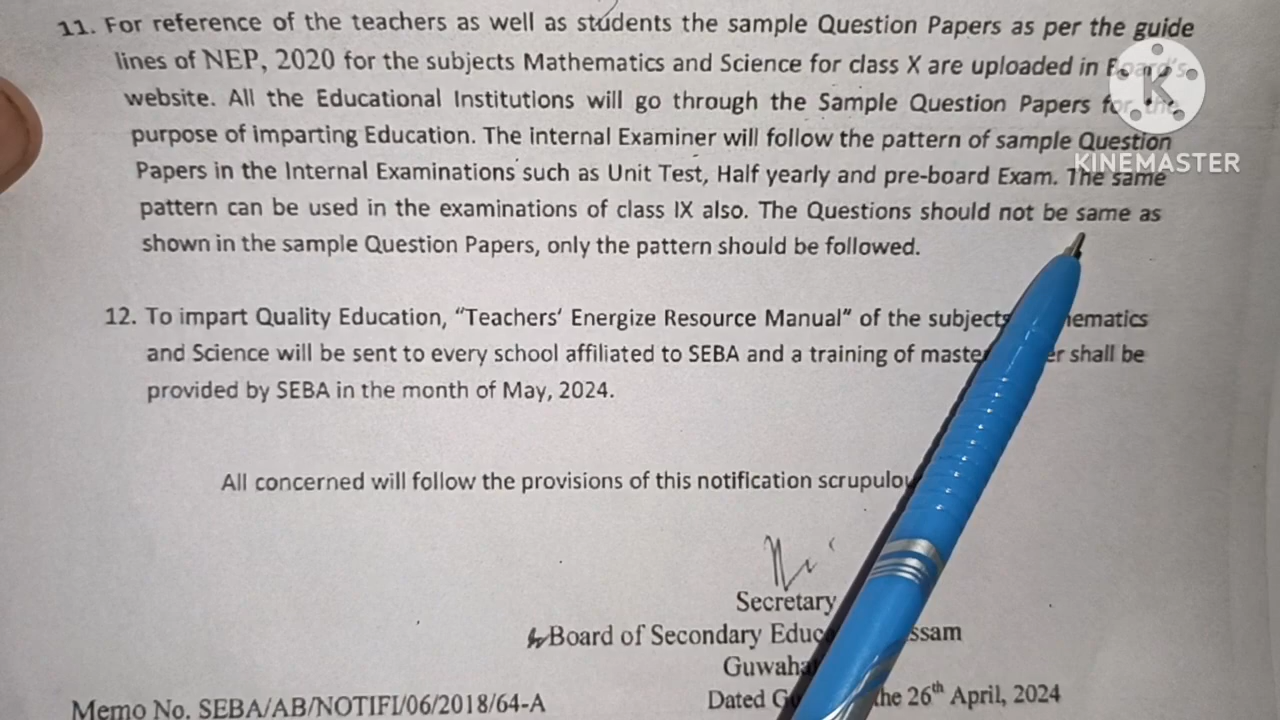 11. For reference of the teachers as well as students the sample Question Papers as per the guide
lines of NEP, 2020 for the subjects Mathematics and Science for class X are uploaded in Board's
website. All the Educational Institutions will go through the Sample Question Papers for the
purpose of imparting Education. The internal Examiner will follow the pattern of sample Question
Papers in the Internal Examinations such as Unit Test, Half yearly and pre-board Exam. The same
pattern can be used in the examinations of class IX also. The Questions should not be same as
shown in the sample Question Papers, only the pattern should be followed.
12. To impart Quality Education, "Teachers' Energize Resource Manual" of the subjects
and Science will be sent to every school affiliated to SEBA and a training of shall be
provided by SEBA in the month of May, 2024.
All concerned will follow the provisions of this notification
Secretary
Board of Secondary
Dated 26th April, 2024
Memo No. SEBA/AB/NOTIFI/06/2018/64-A
K
KINEMASTER